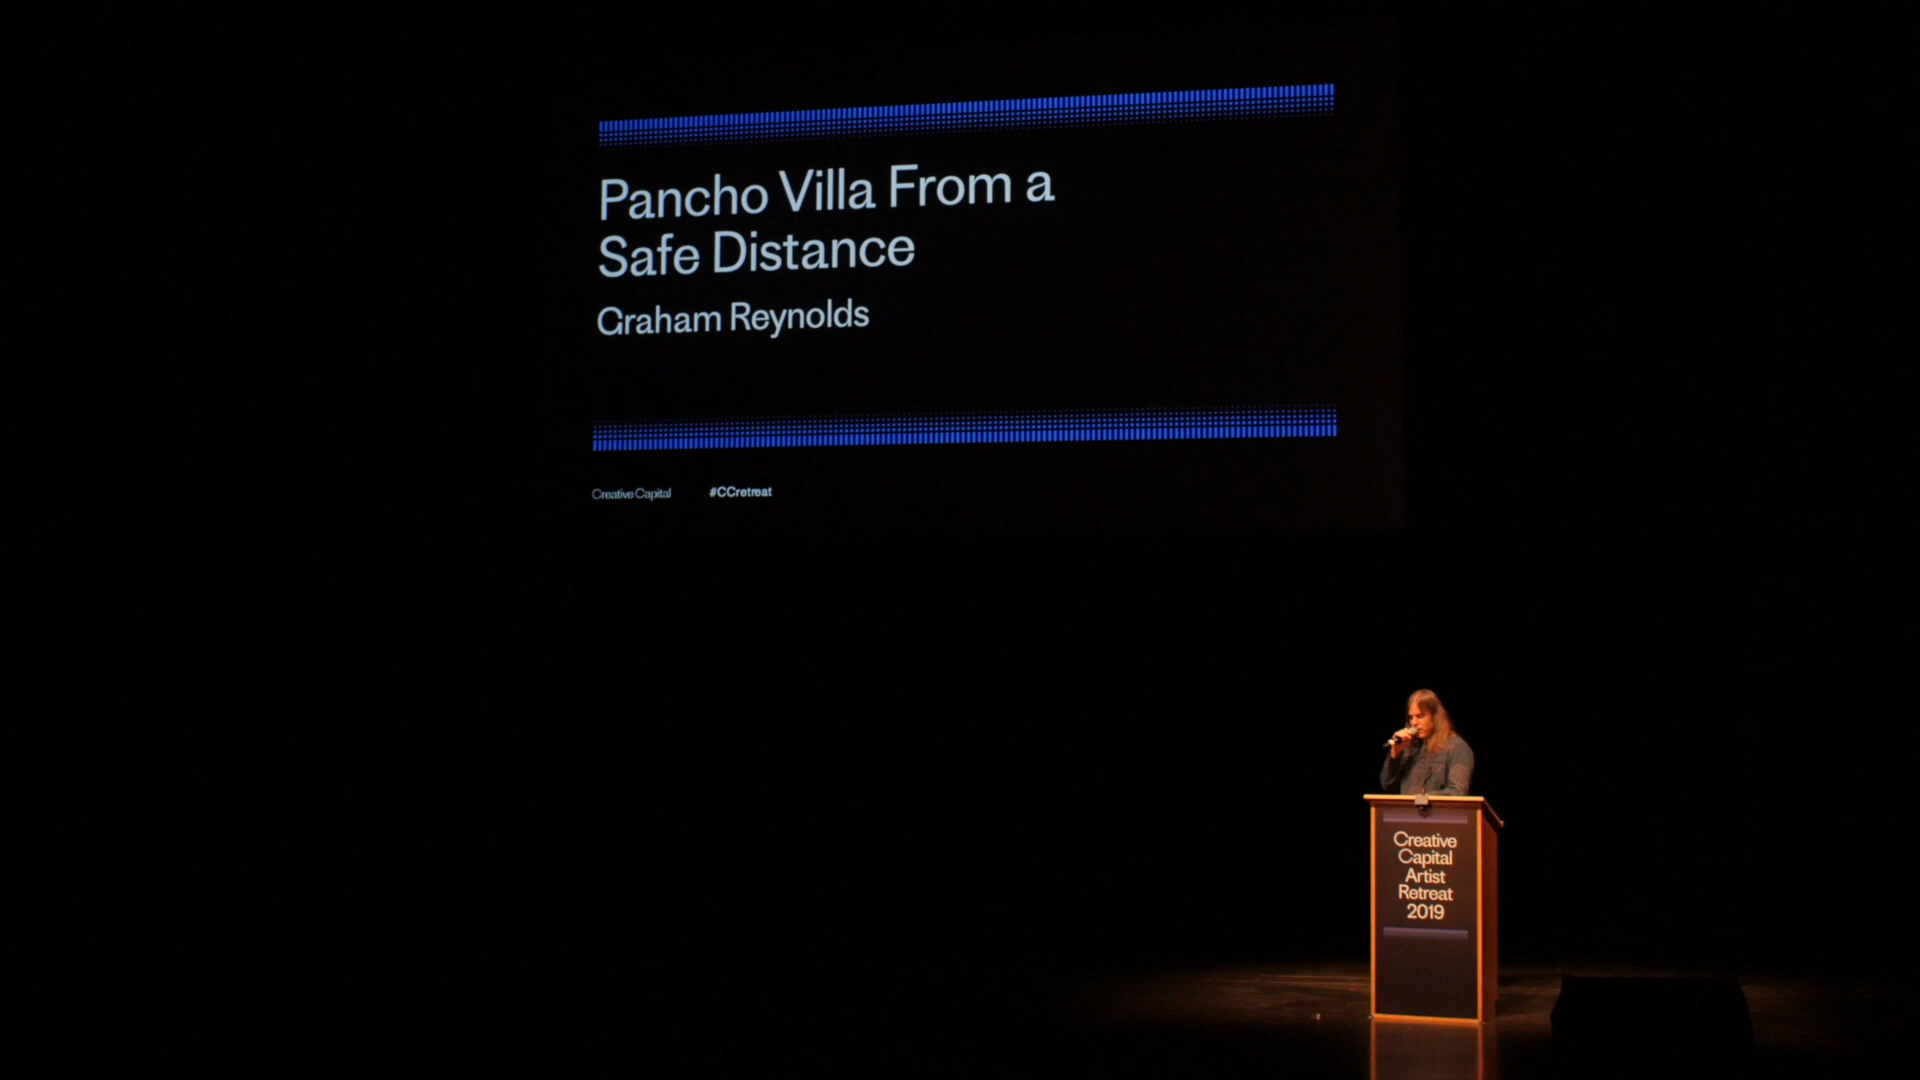 Pancho Villa From a
Safe Distance
Graham Reynolds
Creative Capital #CCretreat
Creative
Capital
Artist
Retreat
2019